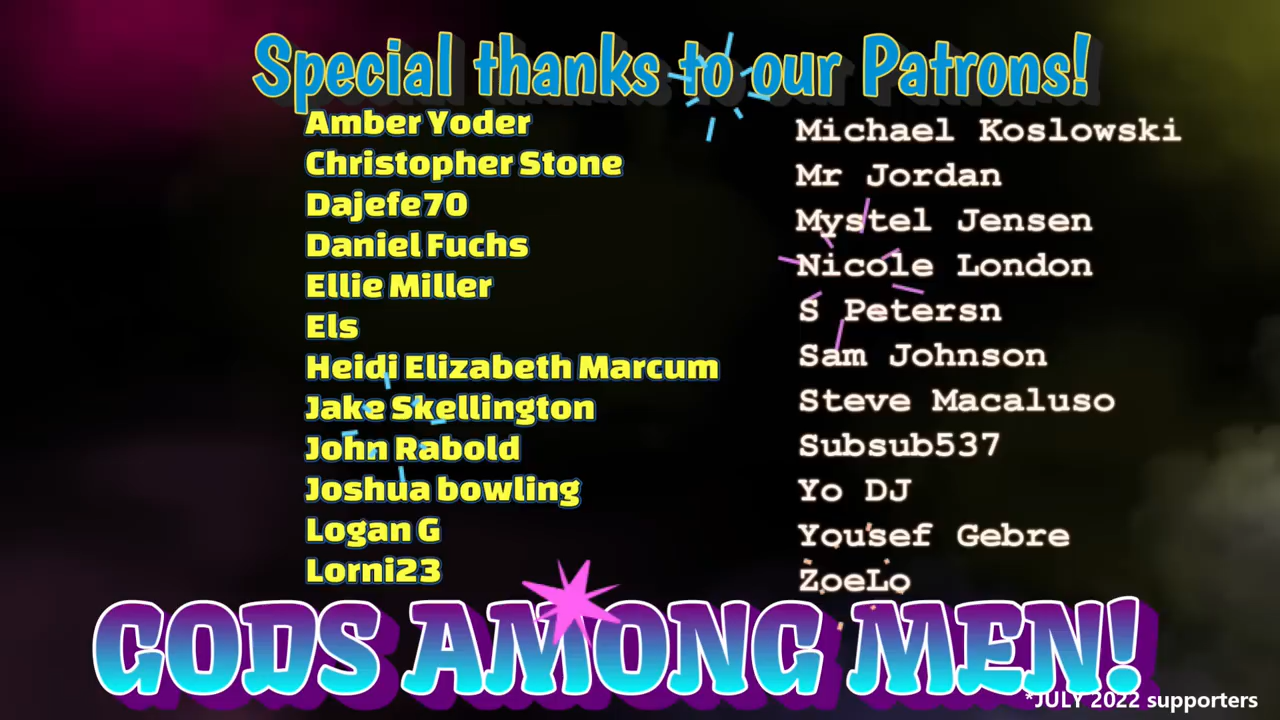 Special thanks to our Patrons!
Amber Yoder
Christopher Stone
Dajefe70
Daniel Fuchs
Ellie Miller
Els
Heidi Elizabeth Marcum
Jake Skellington
John Rabold
Joshua bowling
Logan G
Lorni23
Michael Koslowski
Mr Jordan
Mystel Jensen
Nicole London
S Petersn
Sam Johnson
Steve Macaluso
Subsub537
Yo DJ
Yousef Gebre
ZoeLo
GODS AMONG MEN!
*JULY 2022 supporters